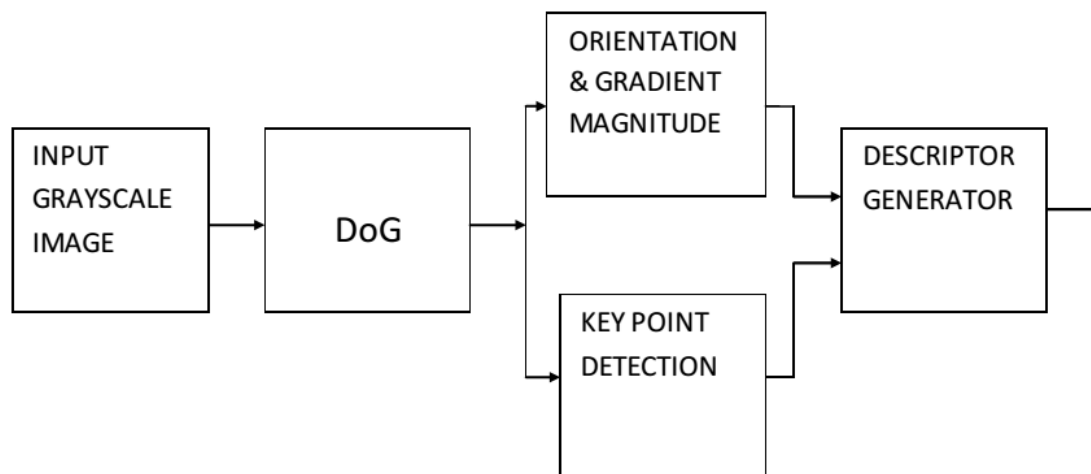 INPUT
GRAYSCALE
IMAGE
DoG
ORIENTATION
& GRADIENT
MAGNITUDE
KEY POINT
DETECTION
DESCRIPTOR
GENERATOR